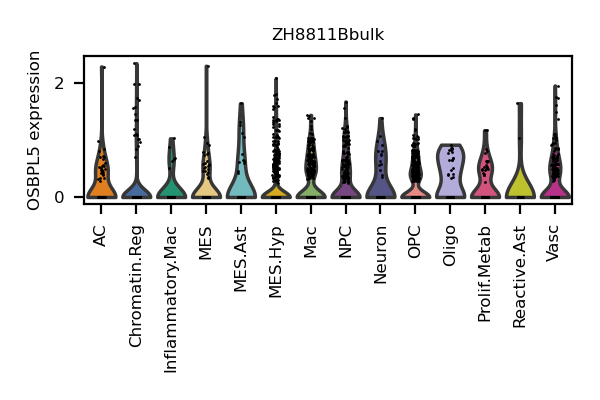 ZH8811Bbulk
OSBPL5 expression
2
0
AC
Chromatin.Reg
Inflammatory.Mac
MES
MES.Ast
MES.Hyp
Mac
NPC
Neuron
OPC
Oligo
Prolif.Metab
Reactive.Ast
Vasc